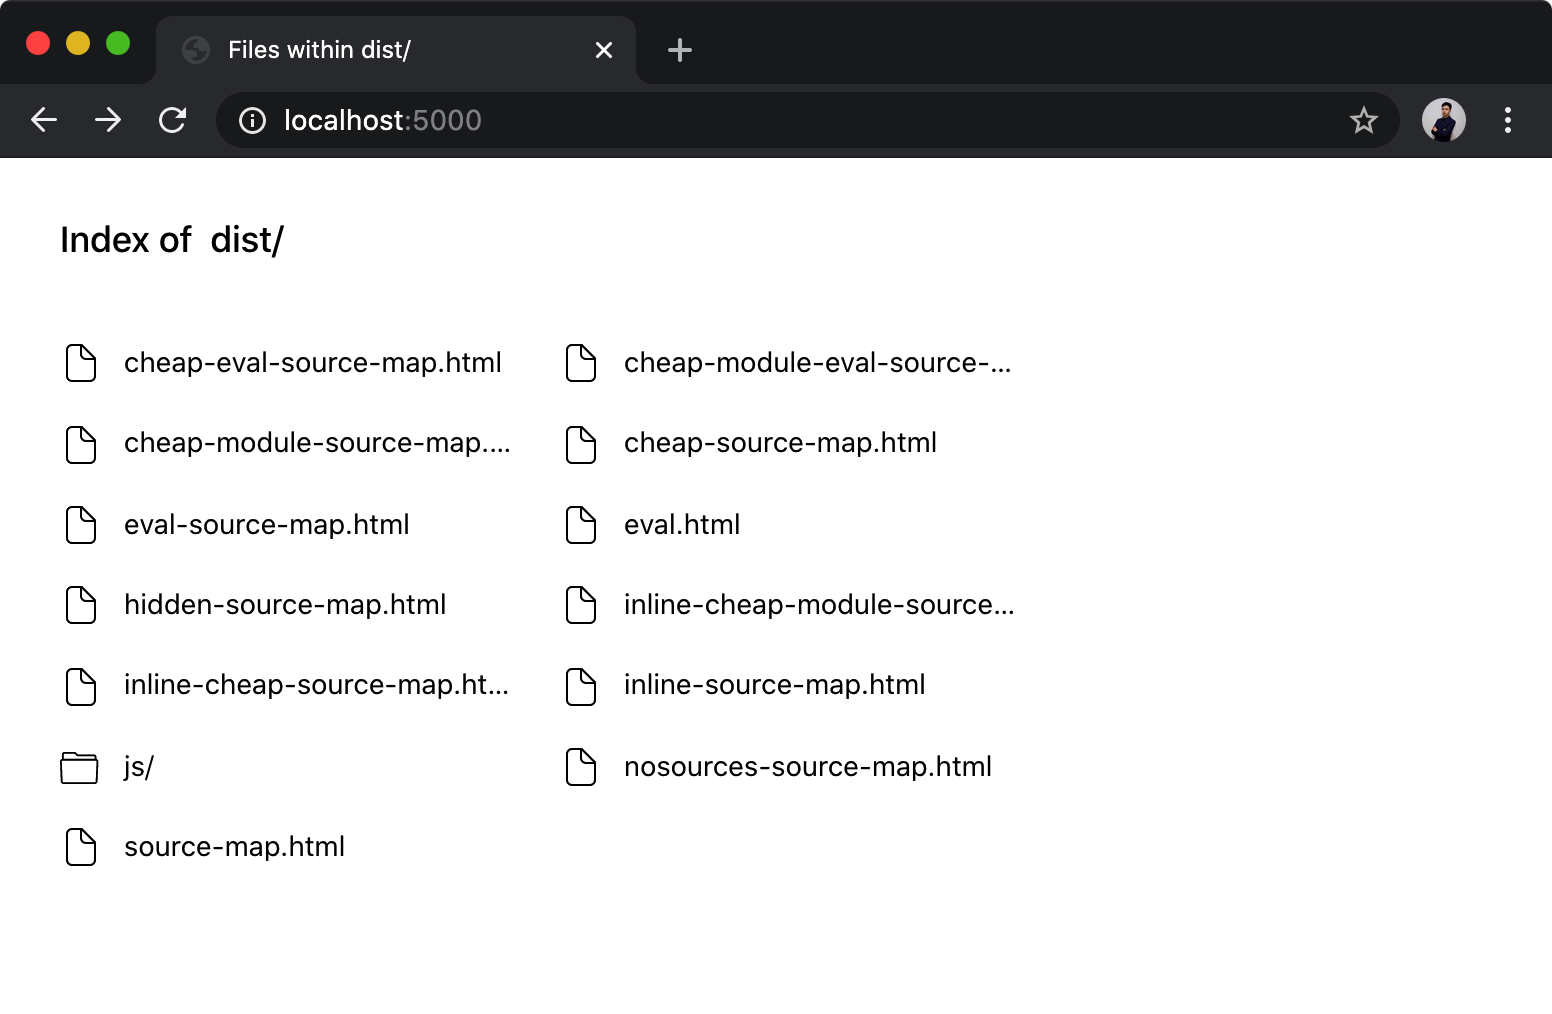 Files within dist/
localhost:5000
Index of dist/
cheap-eval-source-map.html
cheap-module-eval-source-...
cheap-module-source-map....
cheap-source-map.html
eval-source-map.html
eval.html
hidden-source-map.html
inline-cheap-module-source...
inline-cheap-source-map.ht...
inline-source-map.html
js/
nosources-source-map.html
source-map.html